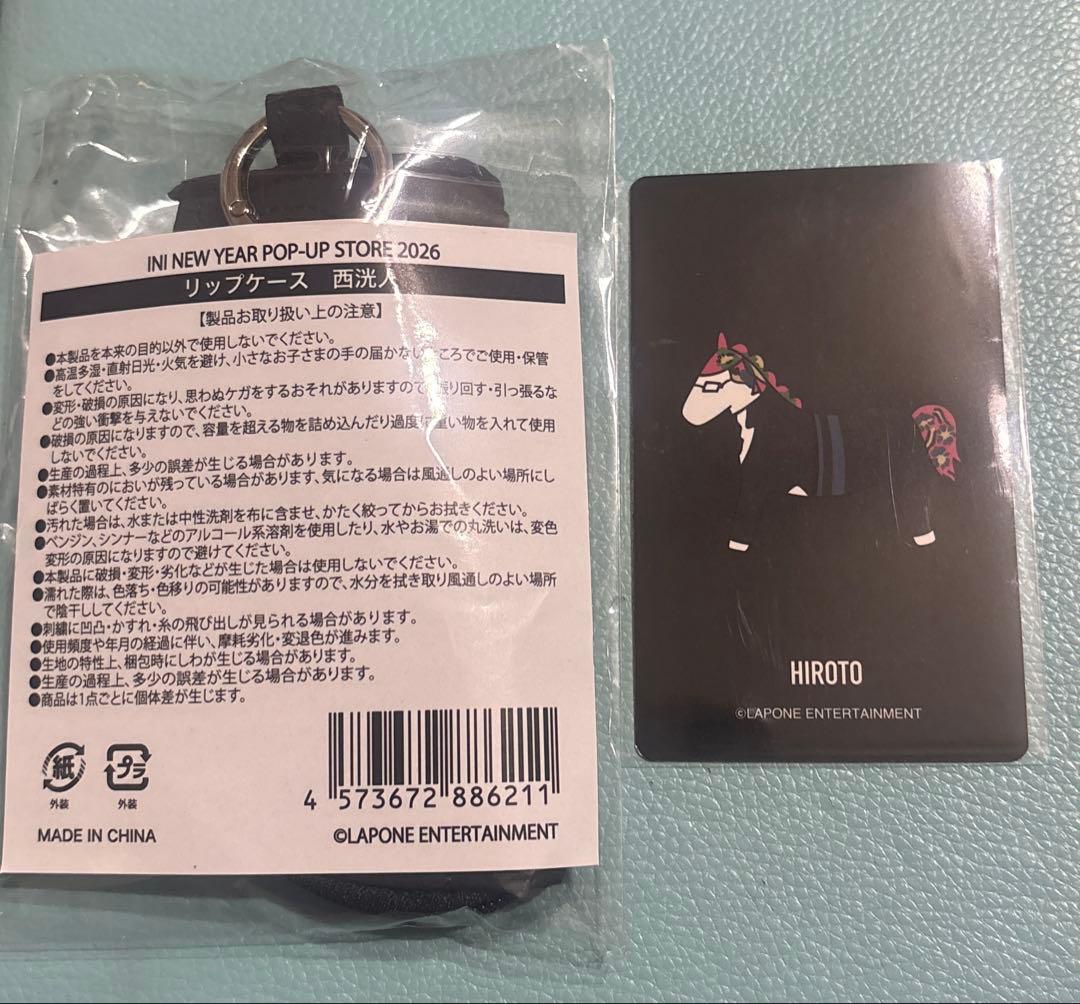 INI NEW YEAR POP-UP STORE 2026
リップケース 西洸人
【製品お取り扱い上の注意】
●本製品を本来の目的以外で使用しないでください。
●高温多湿・直射日光・火気を避け、小さなお子さまの手の届かないところでご使用・保管
をしてください。
●変形・破損の原因になり、思わぬケガをするおそれがありますので、振り回す・引っ張るな
どの強い衝撃を与えないでください。
●破損の原因になりますので、容量を超える物を詰め込んだり過度に重い物を入れて使用
しないでください。
●生産の過程上、多少の誤差が生じる場合があります。
●素材特有のにおいが残っている場合があります、気になる場合は風通しのよい場所にし
ばらく置いてください。
●汚れた場合は、水または中性洗剤を布に含ませ、かたく絞ってからお拭きください。
●ベンジン、シンナーなどのアルコール系溶剤を使用したり、水やお湯での丸洗いは、変色
変形の原因になりますので避けてください。
●本製品に破損・変形・劣化などが生じた場合は使用しないでください。
●濡れた際は、色落ち・色移りの可能性がありますので、水分を拭き取り風通しのよい場所
で陰干ししてください。
●刺繍に凹凸・かすれ・糸の飛び出しが見られる場合があります。
●使用頻度や年月の経過に伴い、摩耗劣化・変退色が進みます。
●生地の特性上、梱包時にしわが生じる場合があります。
●生産の過程上、多少の誤差が生じる場合があります。
●商品は1点ごとに個体差が生じます。
紙 プラ
外装 外装
4 573672 886211
MADE IN CHINA ©LAPONE ENTERTAINMENT
HIROTO
©LAPONE ENTERTAINMENT